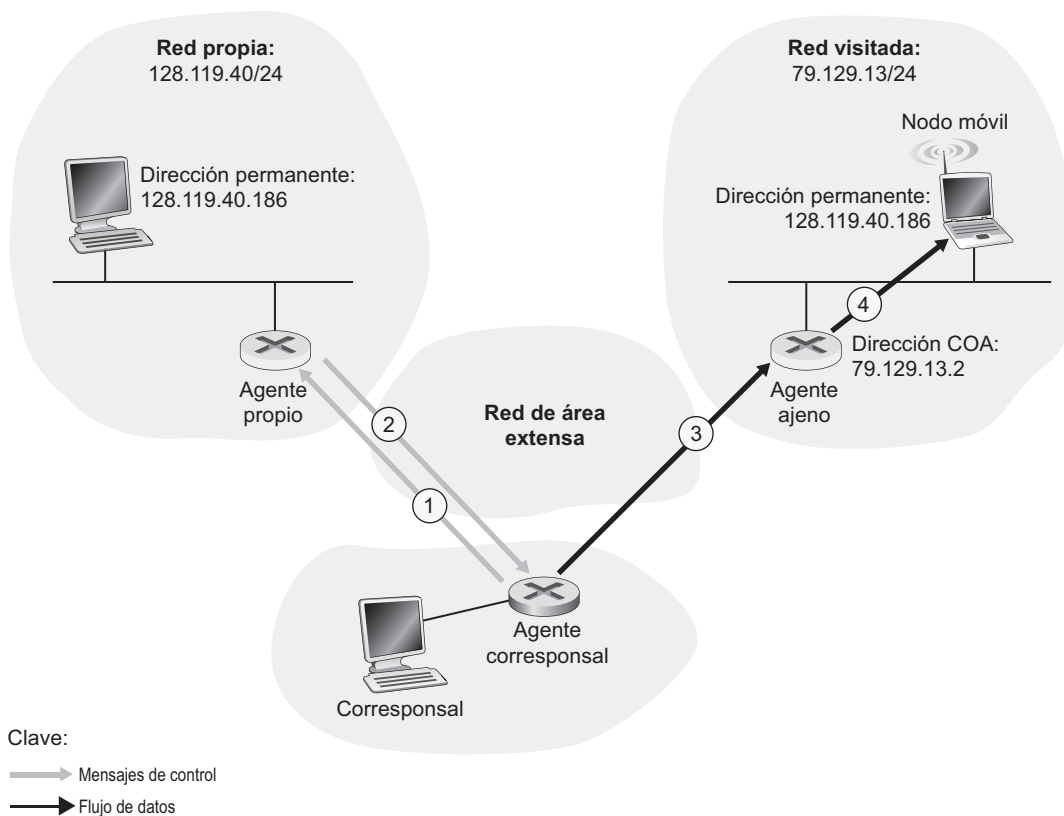 Red propia:
128.119.40/24
Red visitada:
79.129.13/24
Nodo móvil
Dirección permanente:
128.119.40.186
Dirección permanente:
128.119.40.186
4
Agente
propio
Dirección COA:
79.129.13.2
Agente
ajeno
2
Red de área
extensa
3
1
Agente
corresponsal
Corresponsal
Clave:
Mensajes de control
Flujo de datos